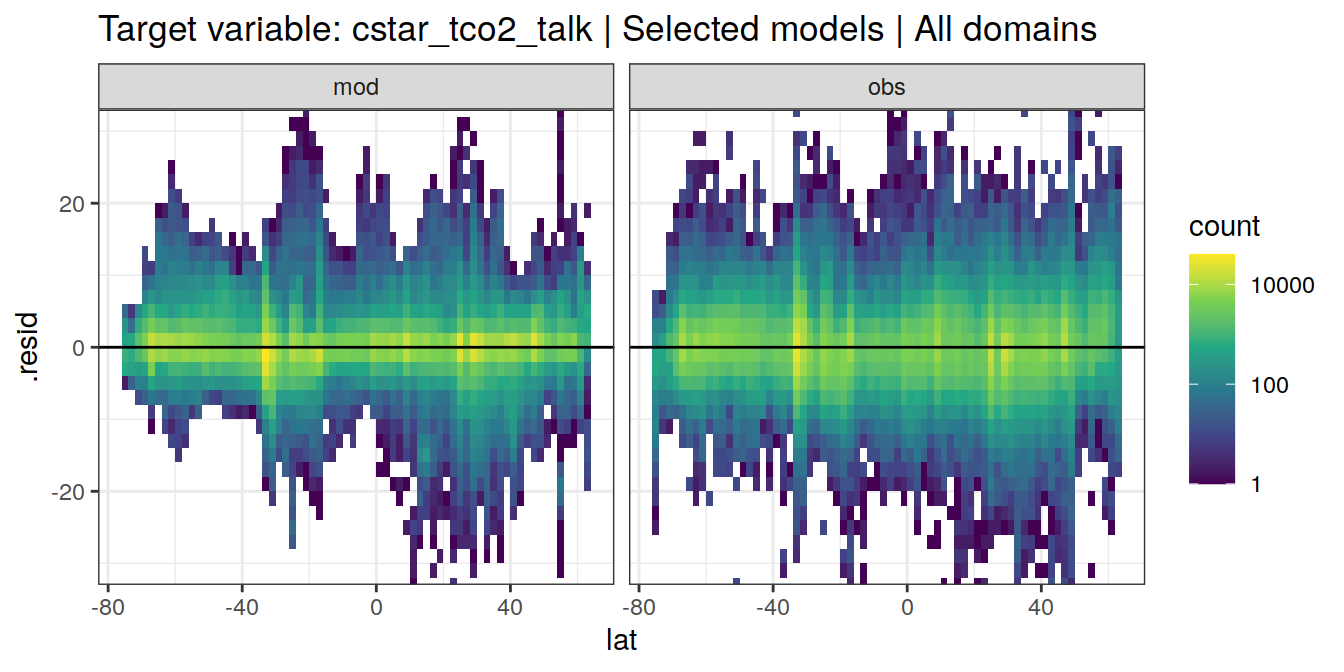 Target variable: cstar_tco2_talk | Selected models | All domains
mod
obs
20
0
-20
.resid
-80
-40
0
40
-80
-40
0
40
lat
count
10000
100
1